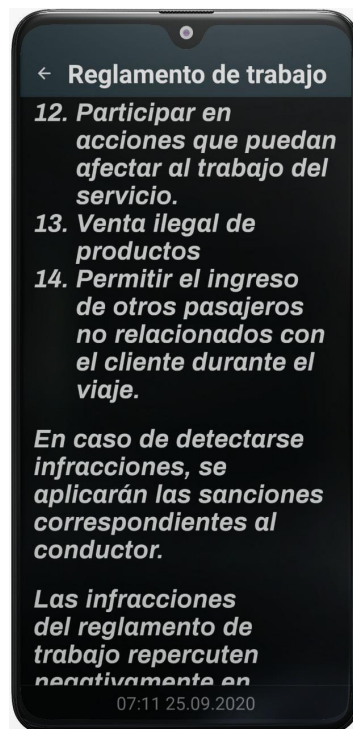 ← Reglamento de trabajo
12. Participar en
acciones que puedan
afectar al trabajo del
servicio.
13. Venta ilegal de
productos
14. Permitir el ingreso
de otros pasajeros
no relacionados con
el cliente durante el
viaje.
En caso de detectarse
infracciones, se
aplicarán las sanciones
correspondientes al
conductor.
Las infracciones
del reglamento de
trabajo repercuten
negativamente en
07:11 25.09.2020